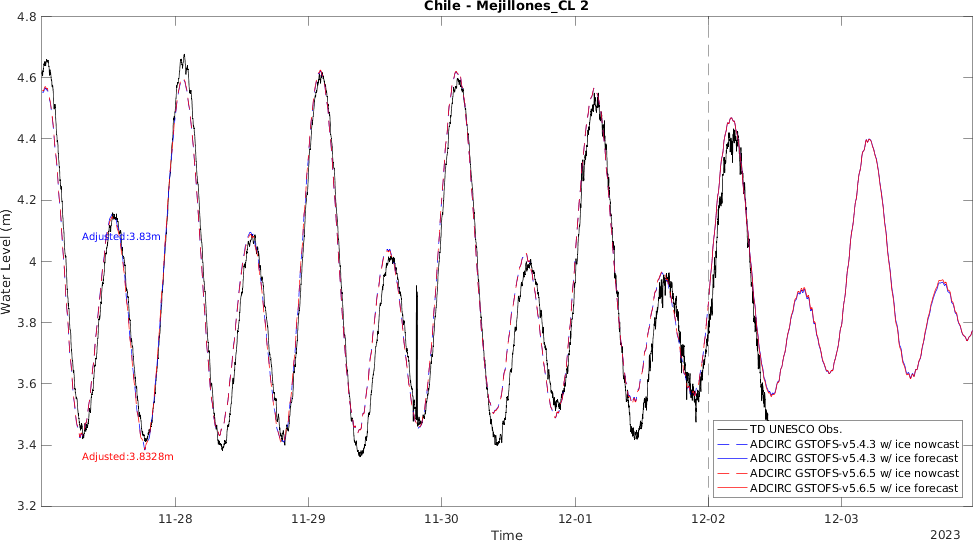 Chile - Mejillones_CL 2
4.8
4.6
4.4
4.2
4
3.8
3.6
3.4
3.2
Water Level (m)
Adjusted:3.83m
Adjusted:3.8328m
TD UNESCO Obs.
ADCIRC GSTOFS-v5.4.3 w/ ice nowcast
ADCIRC GSTOFS-v5.4.3 w/ ice forecast
ADCIRC GSTOFS-v5.6.5 w/ ice nowcast
ADCIRC GSTOFS-v5.6.5 w/ ice forecast
11-28 11-29 11-30 12-01 12-02 12-03
Time
2023